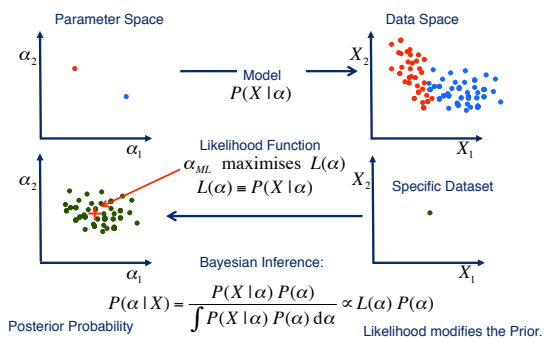 Parameter Space
Data Space
α₂
X₂
Model
P(X | α)
α₁
X₁
Likelihood Function
α_ML maximises L(α)
L(α) ≡ P(X | α)
α₂
X₂
Specific Dataset
α₁
X₁
Bayesian Inference:
P(α | X) = P(X | α) P(α) / ∫ P(X | α) P(α) dα ∝ L(α) P(α)
Posterior Probability
Likelihood modifies the Prior.